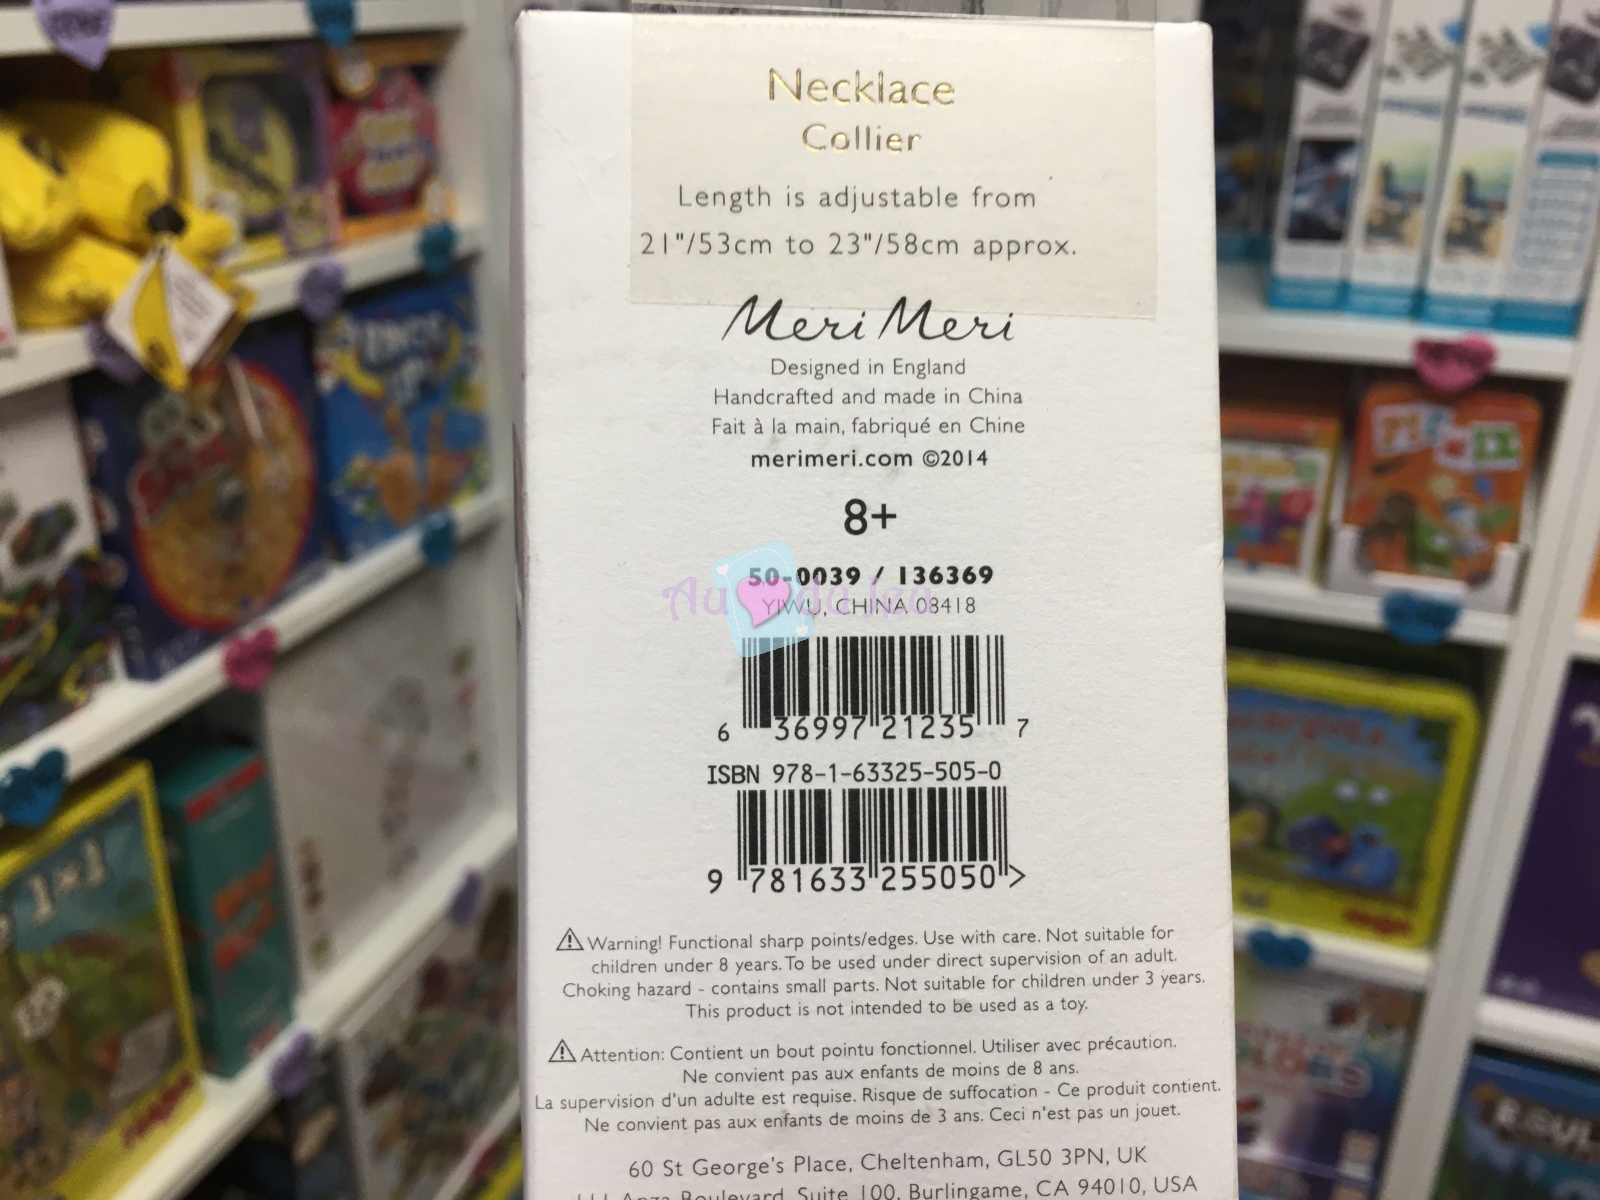 Necklace
Collier
Length is adjustable from
21"/53cm to 23"/58cm approx.
Meri Meri
Designed in England
Handcrafted and made in China
Fait à la main, fabriqué en Chine
merimeri.com ©2014
8+
50-0039 / 136369
Au du jeu
YIWU, CHINA 08418
6 36997 21235 7
ISBN 978-1-63325-505-0
9 781633 255050 >
Warning! Functional sharp points/edges. Use with care. Not suitable for
children under 8 years. To be used under direct supervision of an adult.
Choking hazard - contains small parts. Not suitable for children under 3 years.
This product is not intended to be used as a toy.
Attention: Contient un bout pointu fonctionnel. Utiliser avec précaution.
Ne convient pas aux enfants de moins de 8 ans.
La supervision d'un adulte est requise. Risque de suffocation - Ce produit contient.
Ne convient pas aux enfants de moins de 3 ans. Ceci n'est pas un jouet.
60 St George's Place, Cheltenham, GL50 3PN, UK
111 Anza Boulevard, Suite 100, Burlingame, CA 94010, USA